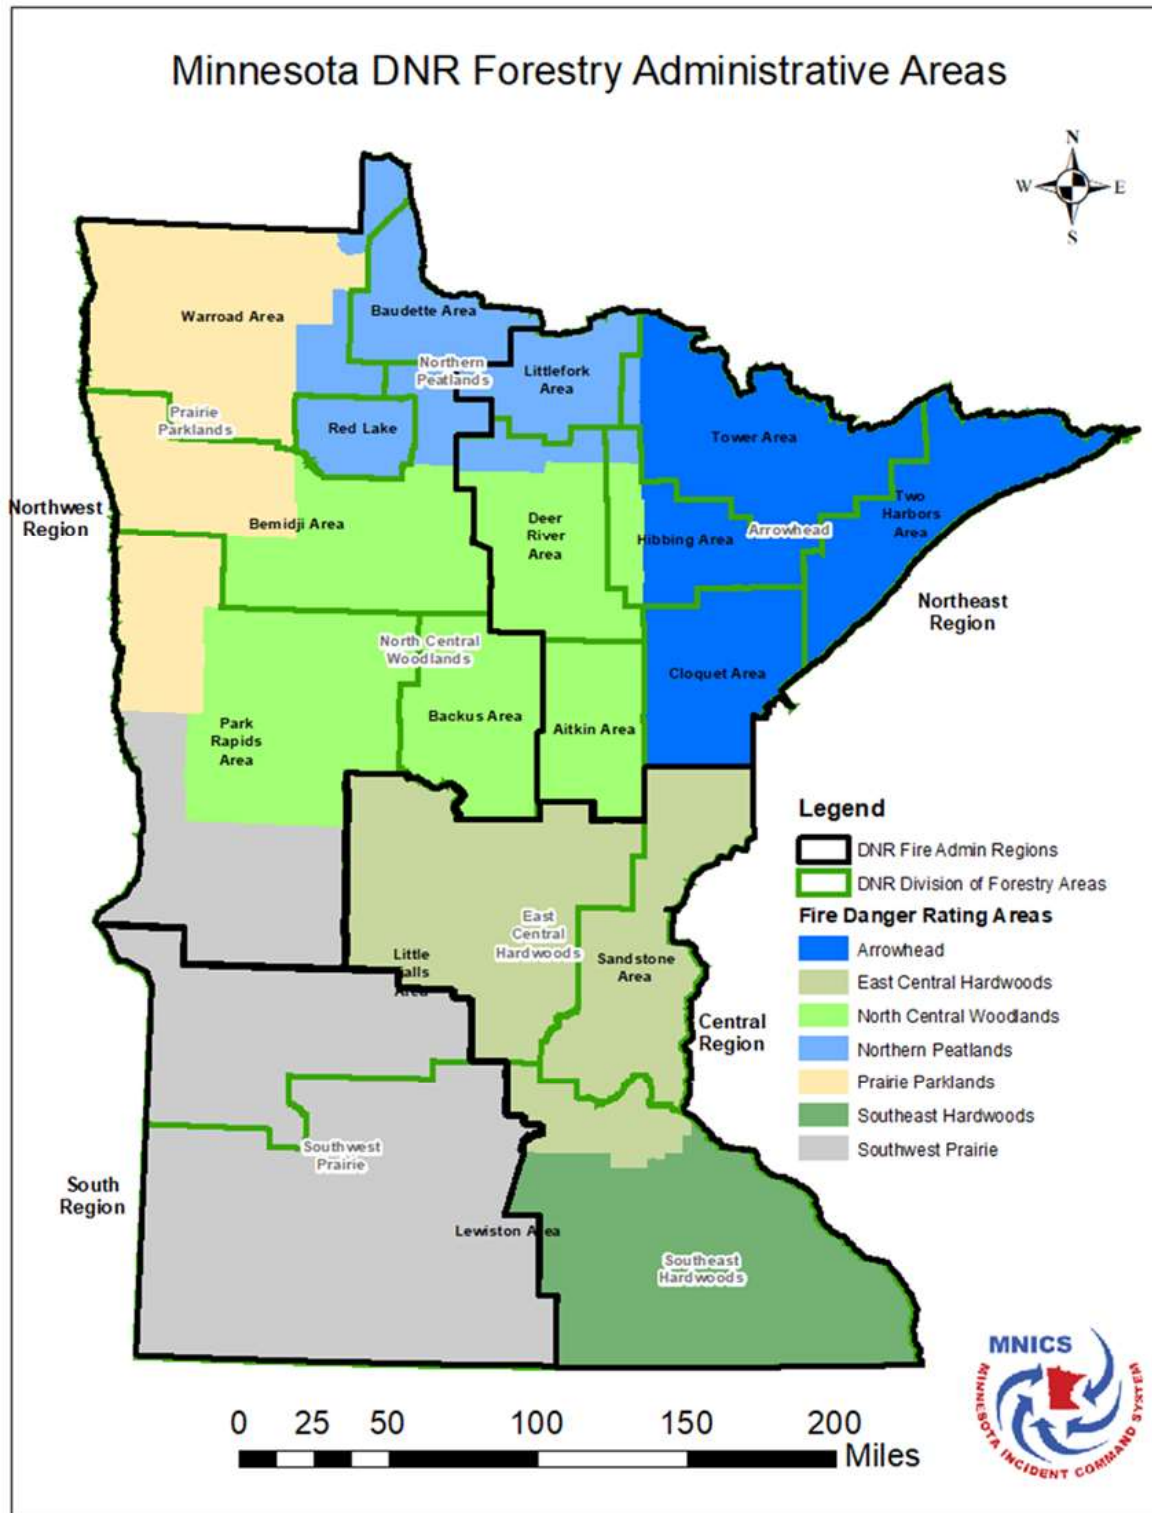 Minnesota DNR Forestry Administrative Areas
N
W
E
S
Warroad Area
Baudette Area
Northern
Peatlands
Littlefork
Area
Prairie
Parklands
Red Lake
Tower Area
Northwest
Region
Bemidji Area
Deer
River
Area
Hibbing Area
Arrowhead
Two
Harbors
Area
Northeast
Region
North Central
Woodlands
Cloquet Area
Park
Rapids
Area
Backus Area
Aitkin Area
Legend
DNR Fire Admin Regions
DNR Division of Forestry Areas
Fire Danger Rating Areas
Arrowhead
East Central Hardwoods
North Central Woodlands
Northern Peatlands
Prairie Parklands
Southeast Hardwoods
Southwest Prairie
East
Central
Hardwoods
Little
Falls
Area
Sandstone
Area
Central
Region
Southwest
Prairie
South
Region
Lewiston Area
Southeast
Hardwoods
0 25 50 100 150 200
Miles
MNICS
MINNESOTA INCIDENT COMMAND SYSTEM